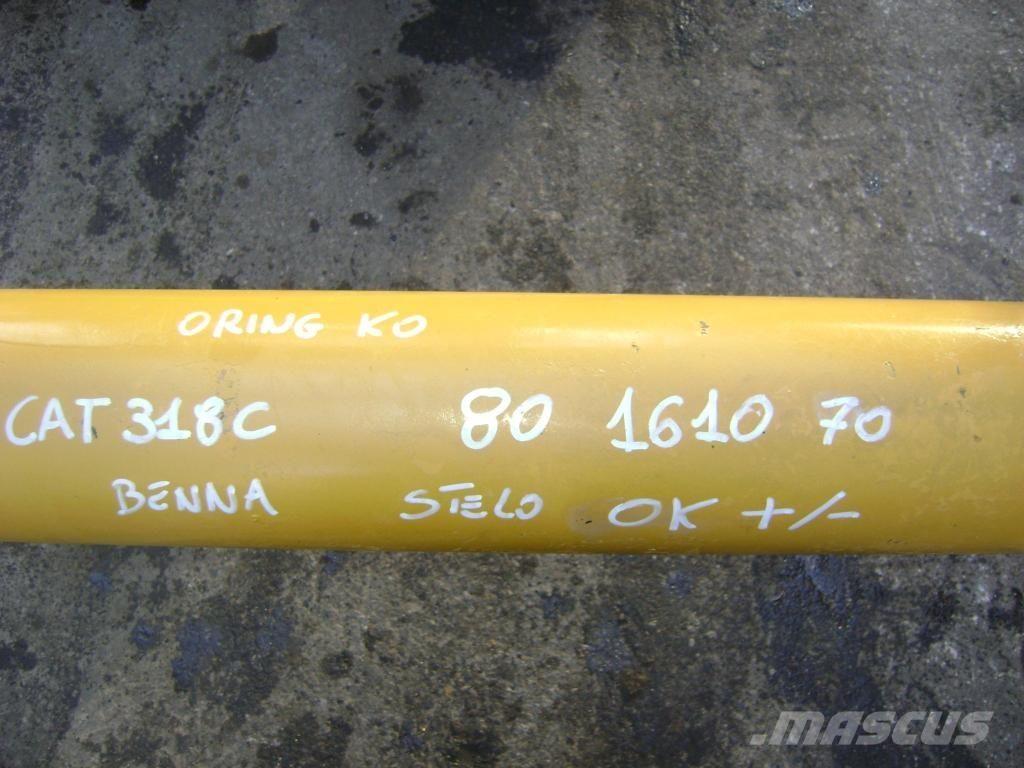 ORING KO
CAT 318C 80 1610 70
BENNA STELO OK +/-
MASCUS